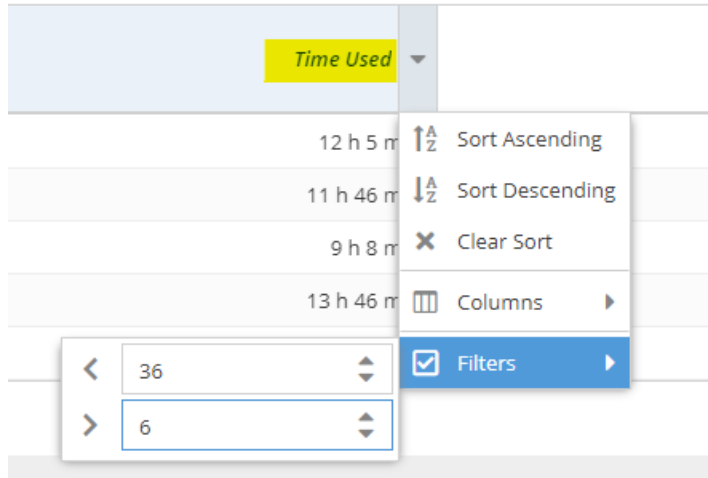 Time Used
12 h 5 m
Sort Ascending
11 h 46 m
Sort Descending
9 h 8 m
Clear Sort
13 h 46 m
Columns
< 36
Filters
> 6